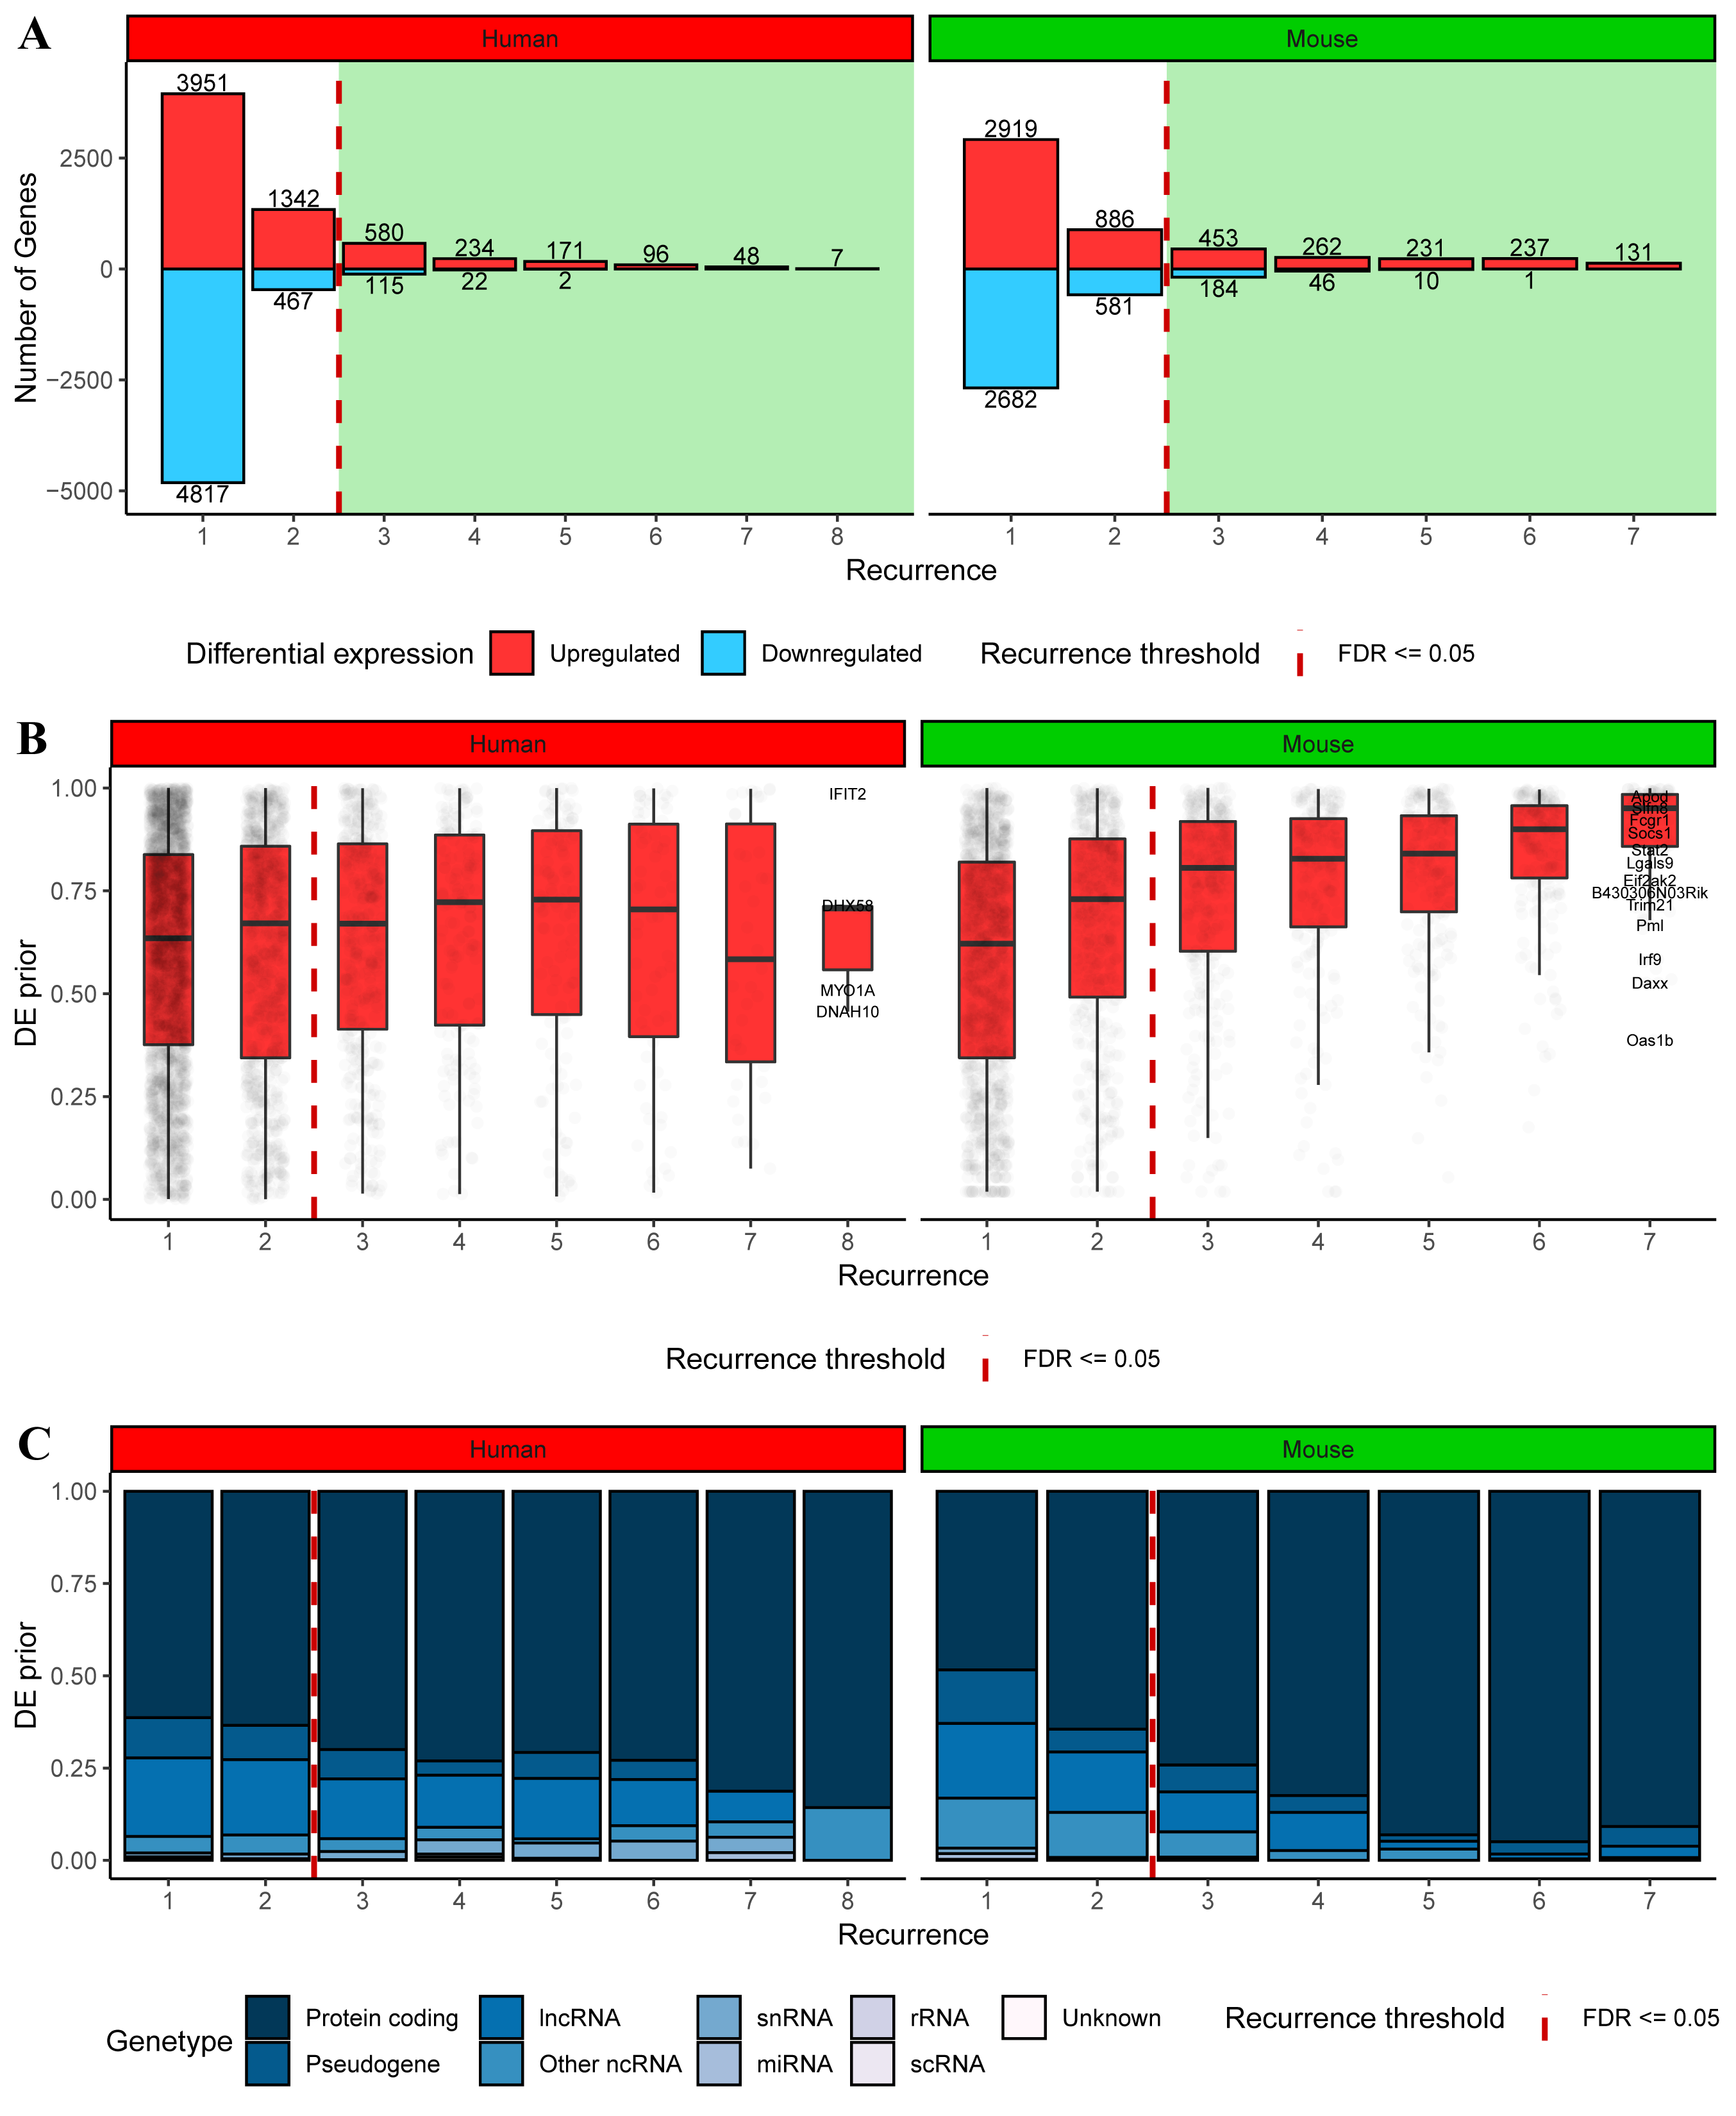 A
Human Mouse
3951 1342 580 234 171 96 48 7
4817 467 115 22 2
2919 886 453 262 231 237 131
2682 581 184 46 10 1
2500
0
−2500
−5000
Number of Genes
1 2 3 4 5 6 7 8 1 2 3 4 5 6 7
Recurrence
Differential expression Upregulated Downregulated Recurrence threshold FDR <= 0.05
B
Human Mouse
1.00
0.75
0.50
0.25
0.00
DE prior
IFIT2
DHX58
MYO1A
DNAH10
Apod
Slfn8
Fcgr1
Socs1
Stat2
Lgals9
Eif2ak2
B430306N03Rik
Trim21
Pml
Irf9
Daxx
Oas1b
1 2 3 4 5 6 7 8 1 2 3 4 5 6 7
Recurrence
Recurrence threshold FDR <= 0.05
C
Human Mouse
1.00
0.75
0.50
0.25
0.00
DE prior
1 2 3 4 5 6 7 8 1 2 3 4 5 6 7
Recurrence
Genetype Protein coding lncRNA snRNA rRNA Unknown Recurrence threshold FDR <= 0.05
Pseudogene Other ncRNA miRNA scRNA